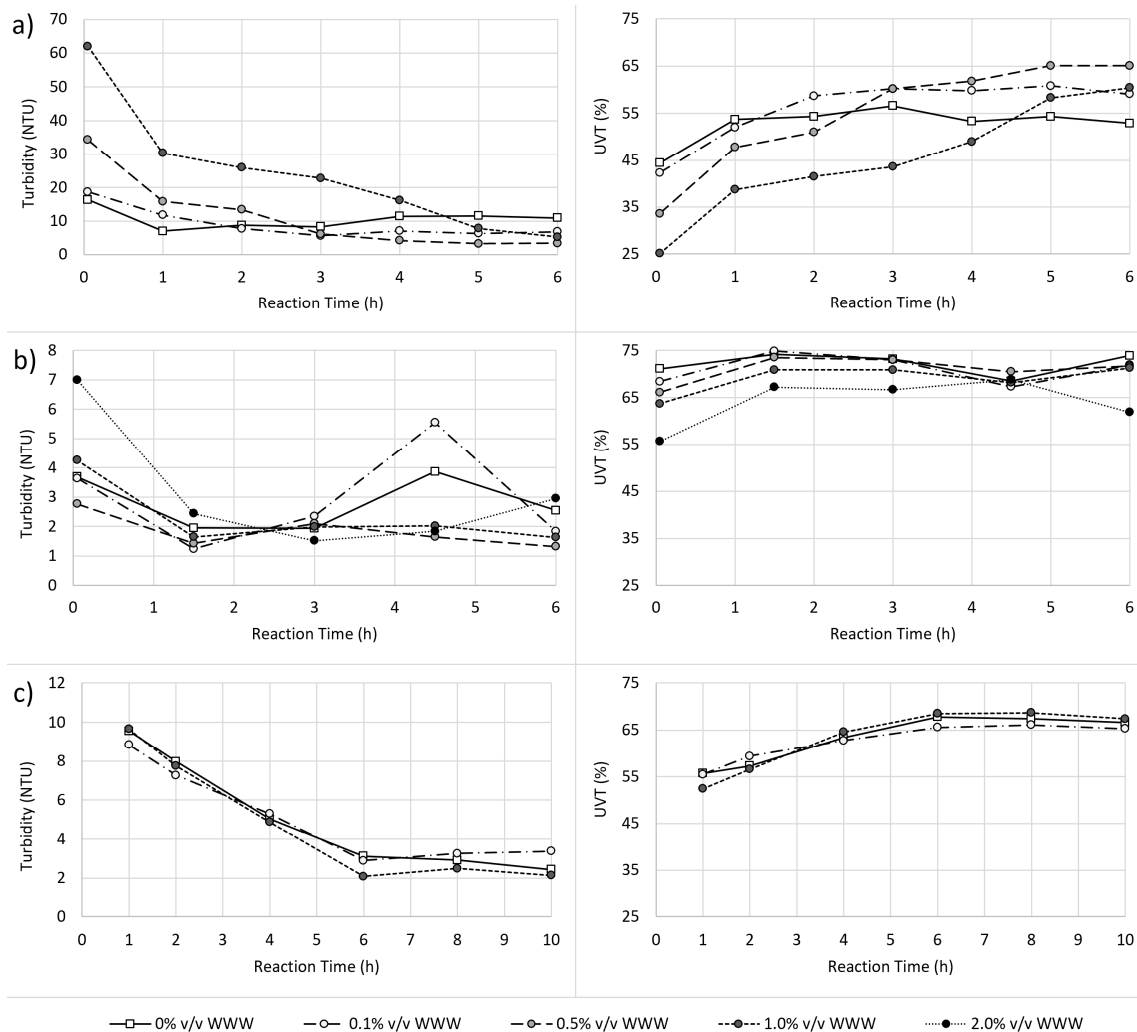 a)
70
60
50
40
30
20
10
0
Turbidity (NTU)
0 1 2 3 4 5 6
Reaction Time (h)
75
65
55
45
35
25
UVT (%)
0 1 2 3 4 5 6
Reaction Time (h)
b)
8
7
6
5
4
3
2
1
0
Turbidity (NTU)
0 1 2 3 4 5 6
Reaction Time (h)
75
65
55
45
35
25
UVT (%)
0 1 2 3 4 5 6
Reaction Time (h)
c)
12
10
8
6
4
2
0
Turbidity (NTU)
0 1 2 3 4 5 6 7 8 9 10
Reaction Time (h)
75
65
55
45
35
25
UVT (%)
0 1 2 3 4 5 6 7 8 9 10
Reaction Time (h)
0% v/v WWW 0.1% v/v WWW 0.5% v/v WWW 1.0% v/v WWW 2.0% v/v WWW